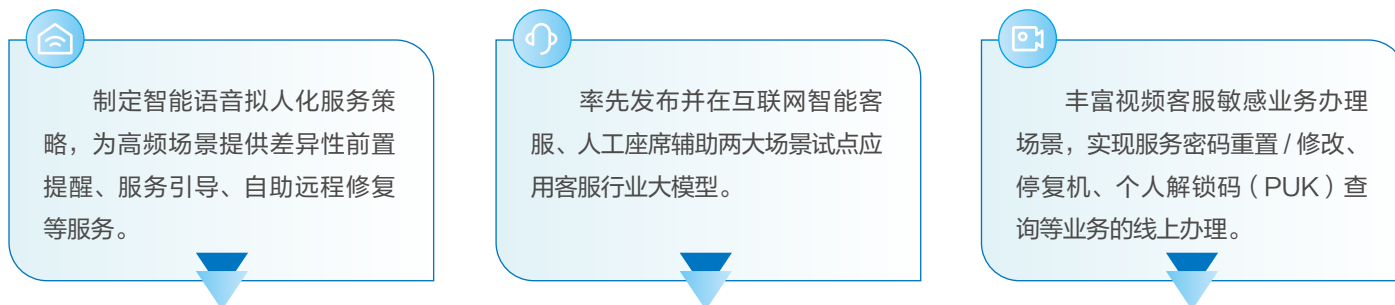 制定智能语音拟人化服务策
略，为高频场景提供差异性前置
提醒、服务引导、自助远程修复
等服务。
率先发布并在互联网智能客
服、人工座席辅助两大场景试点应
用客服行业大模型。
丰富视频客服敏感业务办理
场景，实现服务密码重置 / 修改、
停复机、个人解锁码（PUK）查
询等业务的线上办理。